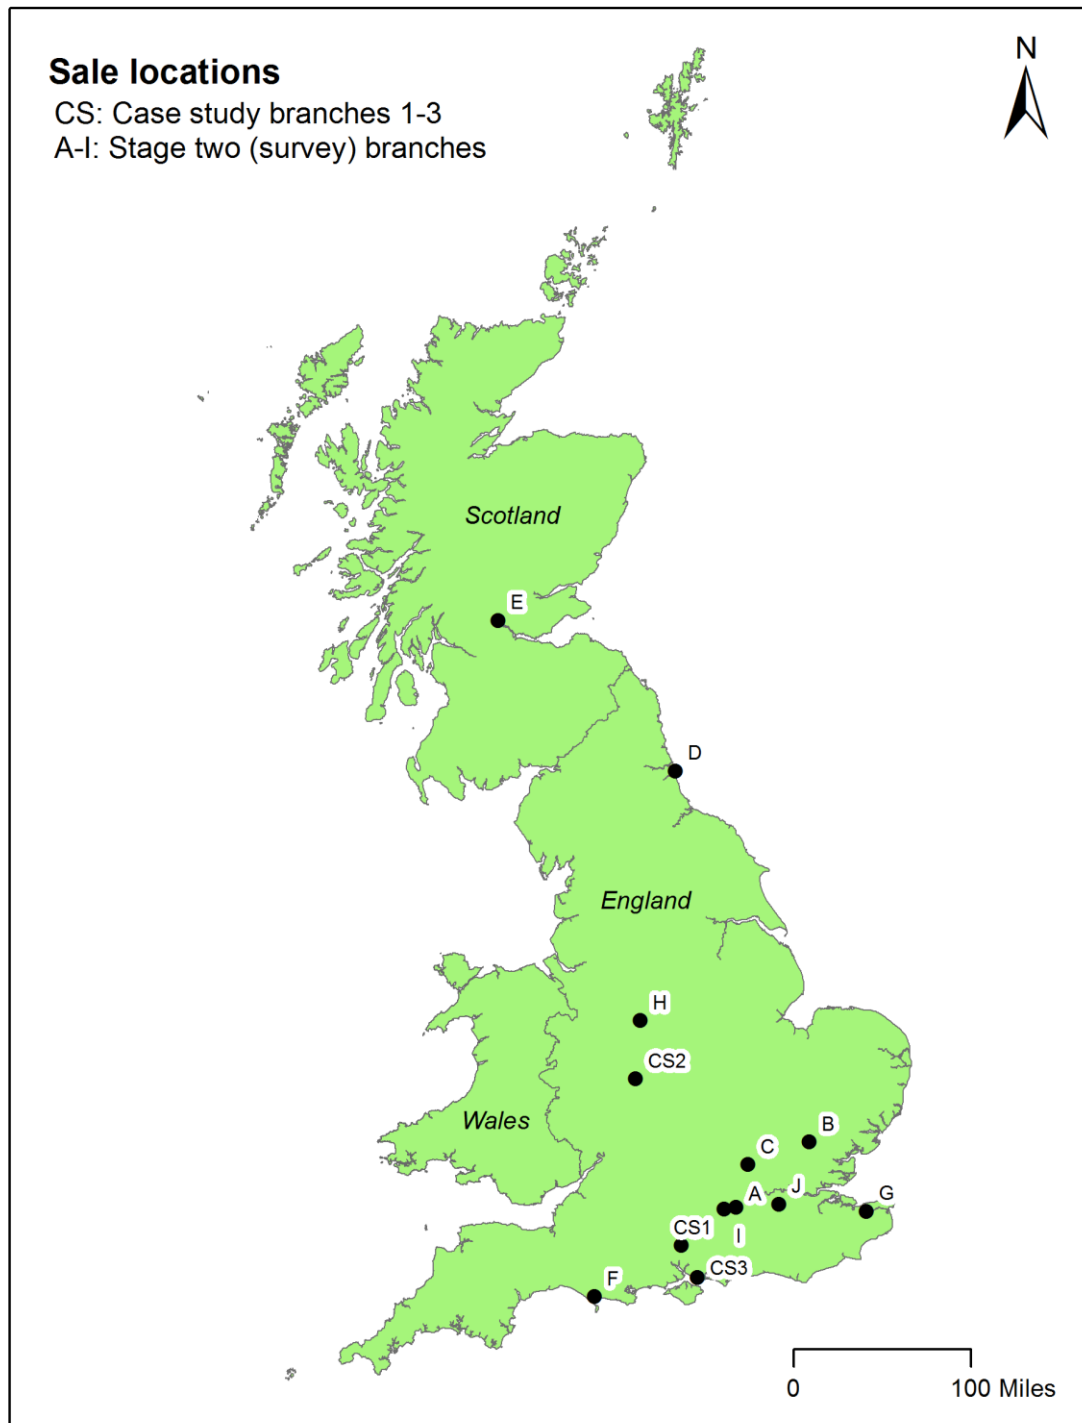 Sale locations
CS: Case study branches 1-3
A-I: Stage two (survey) branches
N
Scotland
E
D
England
H
CS2
Wales
B
C
A
J
G
CS1
I
CS3
F
0
100 Miles